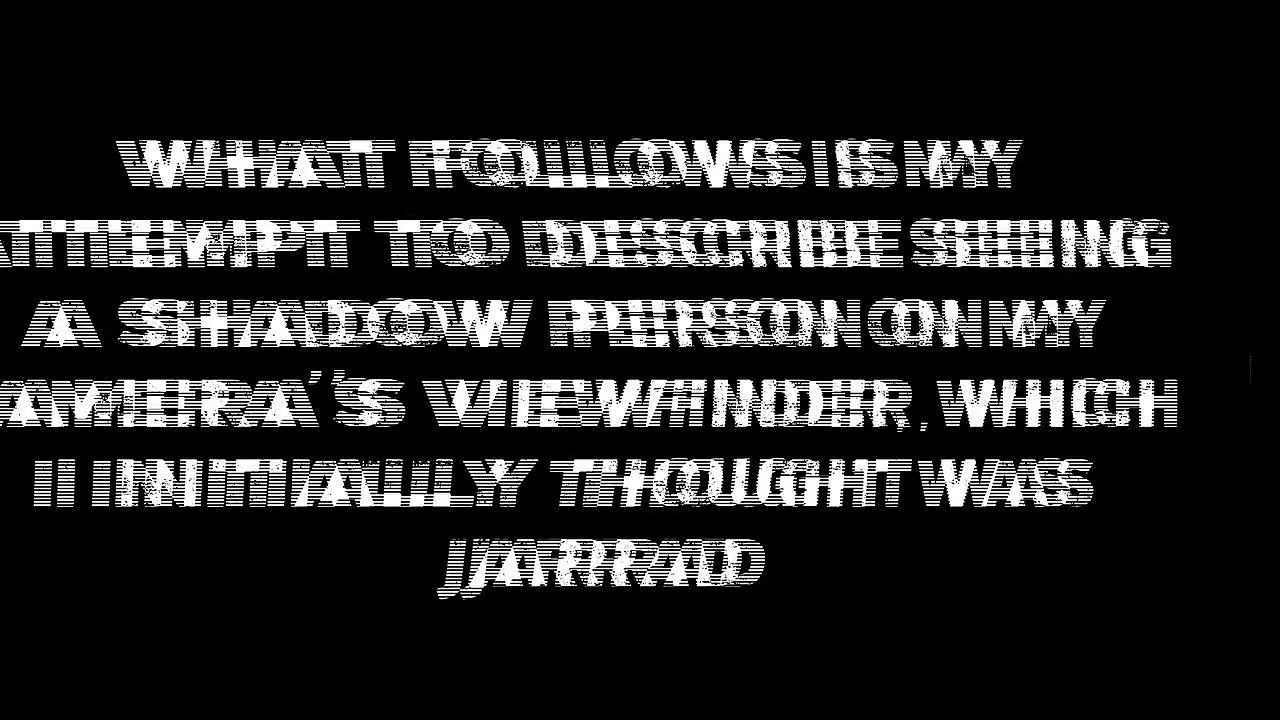 WHAT FOLLOWS IS MY
ATTEMPT TO DESCRIBE SEEING
A SHADOW PERSON ON MY
CAMERA'S VIEWFINDER, WHICH
I INITIALLY THOUGHT WAS
JARRAD